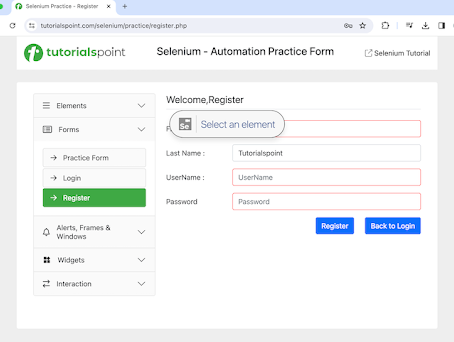 Selenium Practice - Register
tutorialspoint.com/selenium/practice/register.php
tutorialspoint
Selenium - Automation Practice Form
Selenium Tutorial
Elements
Forms
Practice Form
Login
Register
Alerts, Frames &
Windows
Widgets
Interaction
Welcome,Register
Se
Select an element
Last Name :
Tutorialspoint
UserName :
UserName
Password
Password
Register
Back to Login